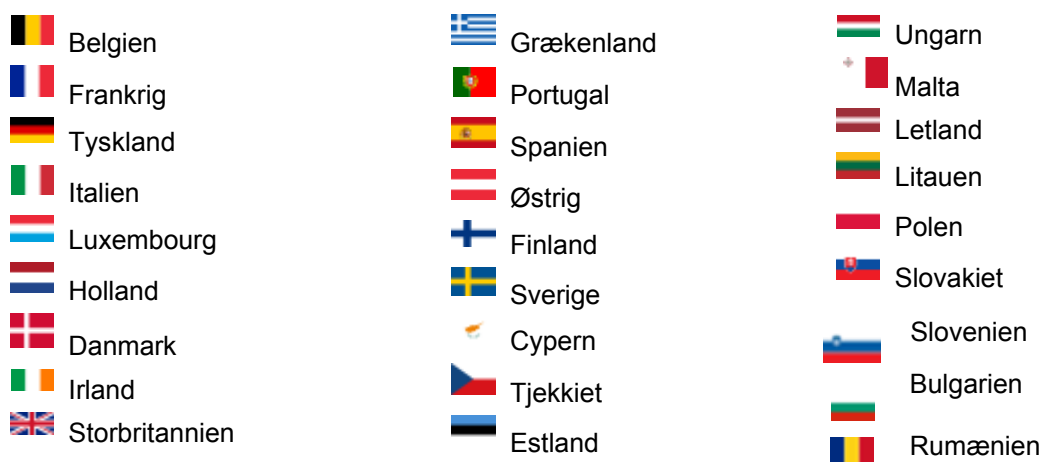 Belgien
Frankrig
Tyskland
Italien
Luxembourg
Holland
Danmark
Irland
Storbritannien
Grækenland
Portugal
Spanien
Østrig
Finland
Sverige
Cypern
Tjekkiet
Estland
Ungarn
Malta
Letland
Litauen
Polen
Slovakiet
Slovenien
Bulgarien
Rumænien